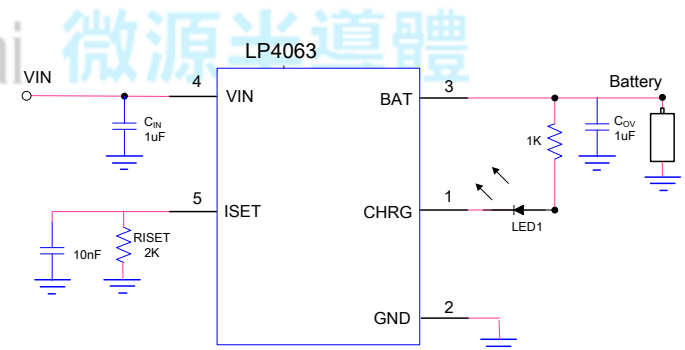 微源半導體
LP4063
VIN
4
VIN
BAT
3
Battery
CIN
1uF
1K
COV
1uF
5
ISET
CHRG
1
LED1
10nF
RISET
2K
GND
2